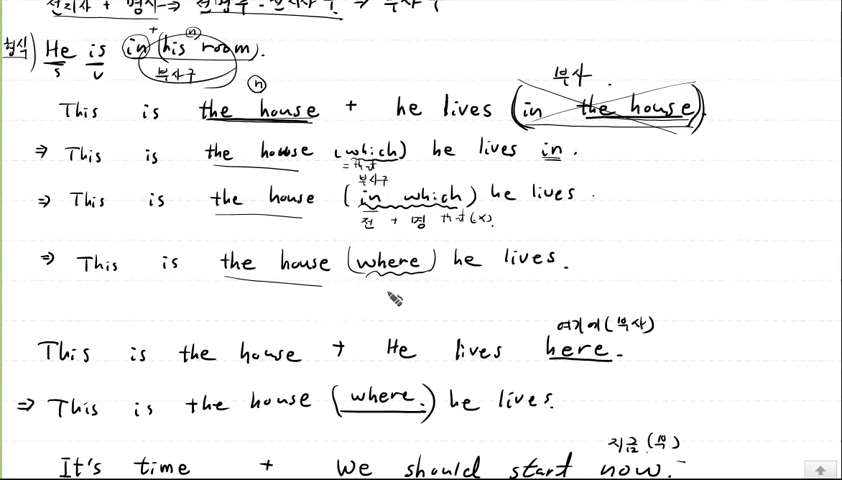 전치사 + 명사 ⇒ 전명구 = 전치사구 ⇒ 부사구
형식) He is in + (his room).
s v 부사구 n
n 부사
This is the house + he lives (in the house).
⇒ This is the house (which) he lives in.
= that
부사구
⇒ This is the house (in which) he lives.
전 + 명 that(x).
⇒ This is the house (where) he lives.
여기에(부사)
This is the house + He lives here.
⇒ This is the house (where) he lives.
지금(부)
It's time + We should start now.